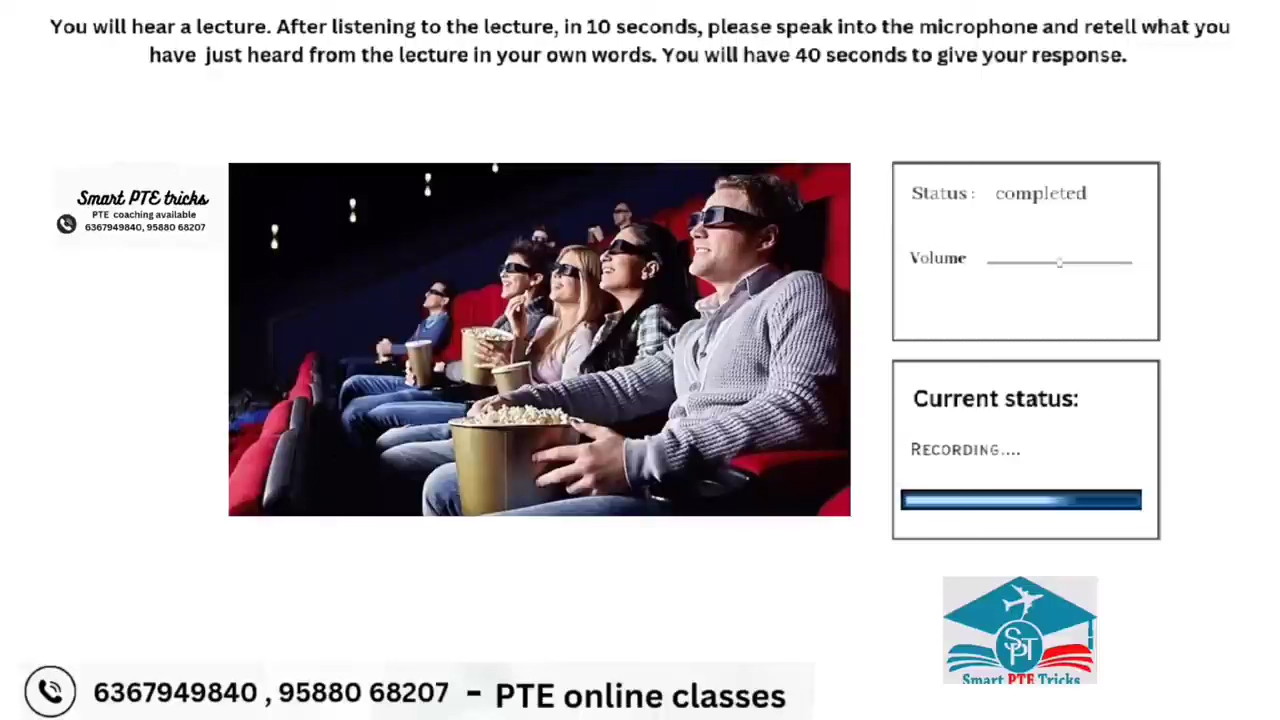 You will hear a lecture. After listening to the lecture, in 10 seconds, please speak into the microphone and retell what you
have just heard from the lecture in your own words. You will have 40 seconds to give your response.
Smart PTE tricks
PTE coaching available
6367949840, 95880 68207
Status: completed
Volume
Current status:
RECORDING....
SPT
Smart PTE Tricks
6367949840 , 95880 68207 - PTE online classes